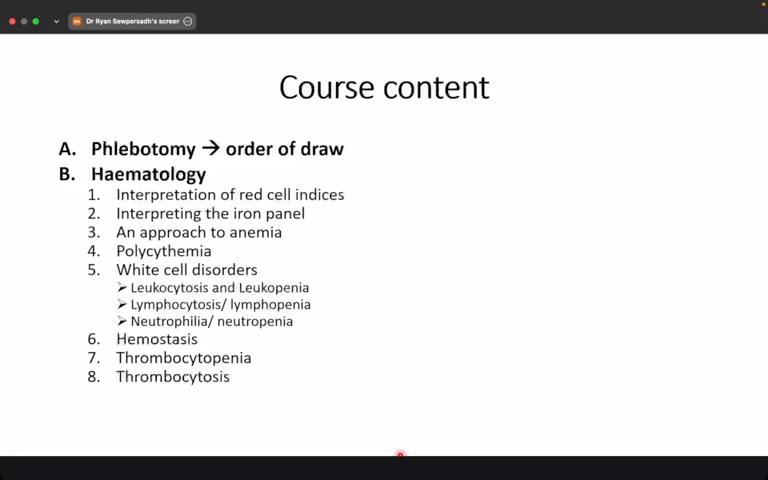 DR Dr Ryan Sewpersadh's screen
Course content
A. Phlebotomy → order of draw
B. Haematology
1. Interpretation of red cell indices
2. Interpreting the iron panel
3. An approach to anemia
4. Polycythemia
5. White cell disorders
➢ Leukocytosis and Leukopenia
➢ Lymphocytosis/ lymphopenia
➢ Neutrophilia/ neutropenia
6. Hemostasis
7. Thrombocytopenia
8. Thrombocytosis